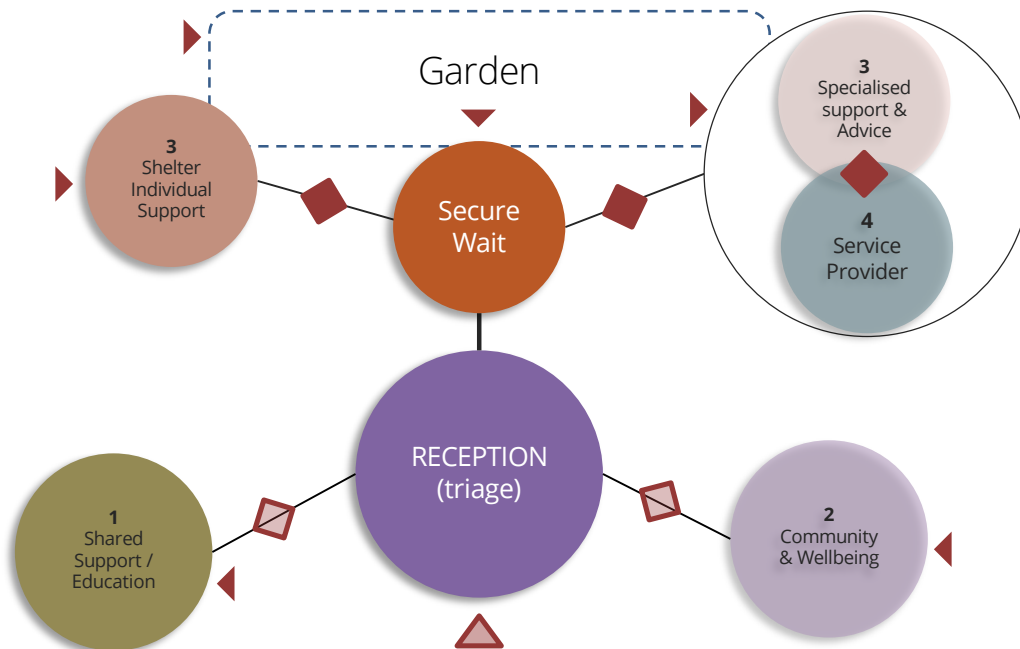 Garden
3
Shelter
Individual
Support
Secure
Wait
3
Specialised
support &
Advice
4
Service
Provider
RECEPTION
(triage)
1
Shared
Support /
Education
2
Community
& Wellbeing